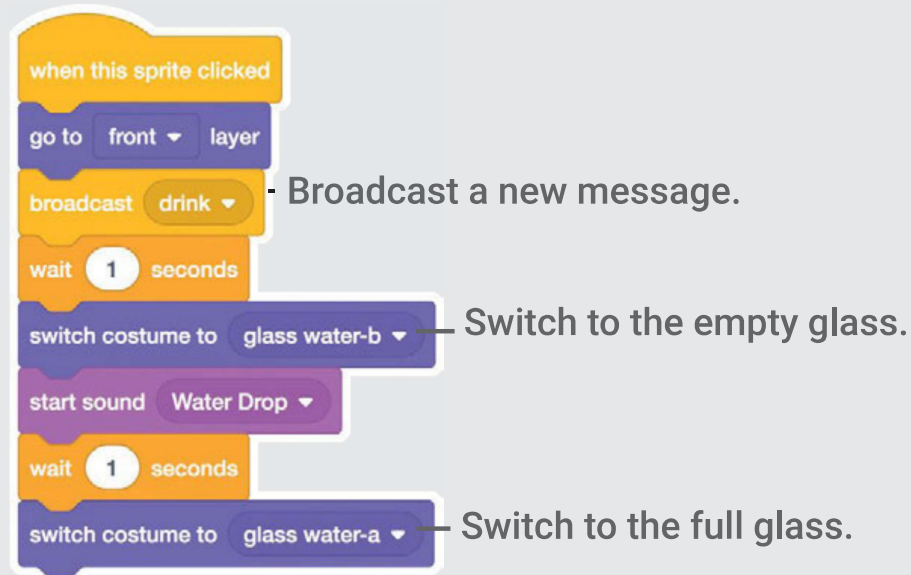 when this sprite clicked
go to front layer
broadcast drink
Broadcast a new message.
wait 1 seconds
switch costume to glass water-b
Switch to the empty glass.
start sound Water Drop
wait 1 seconds
switch costume to glass water-a
Switch to the full glass.